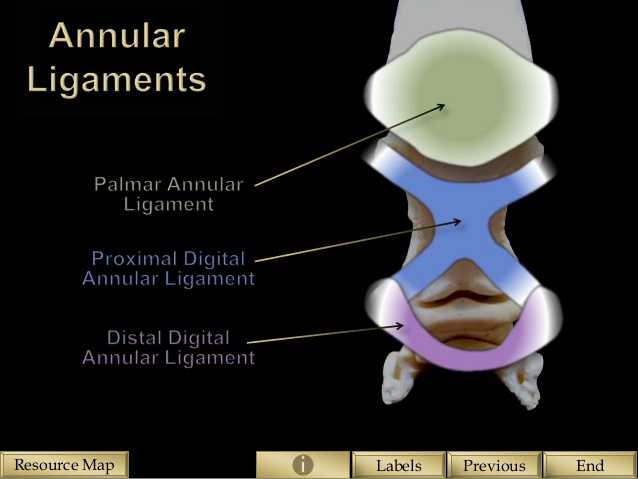 Annular
Ligaments
Palmar Annular
Ligament
Proximal Digital
Annular Ligament
Distal Digital
Annular Ligament
Resource Map
i
Labels
Previous
End